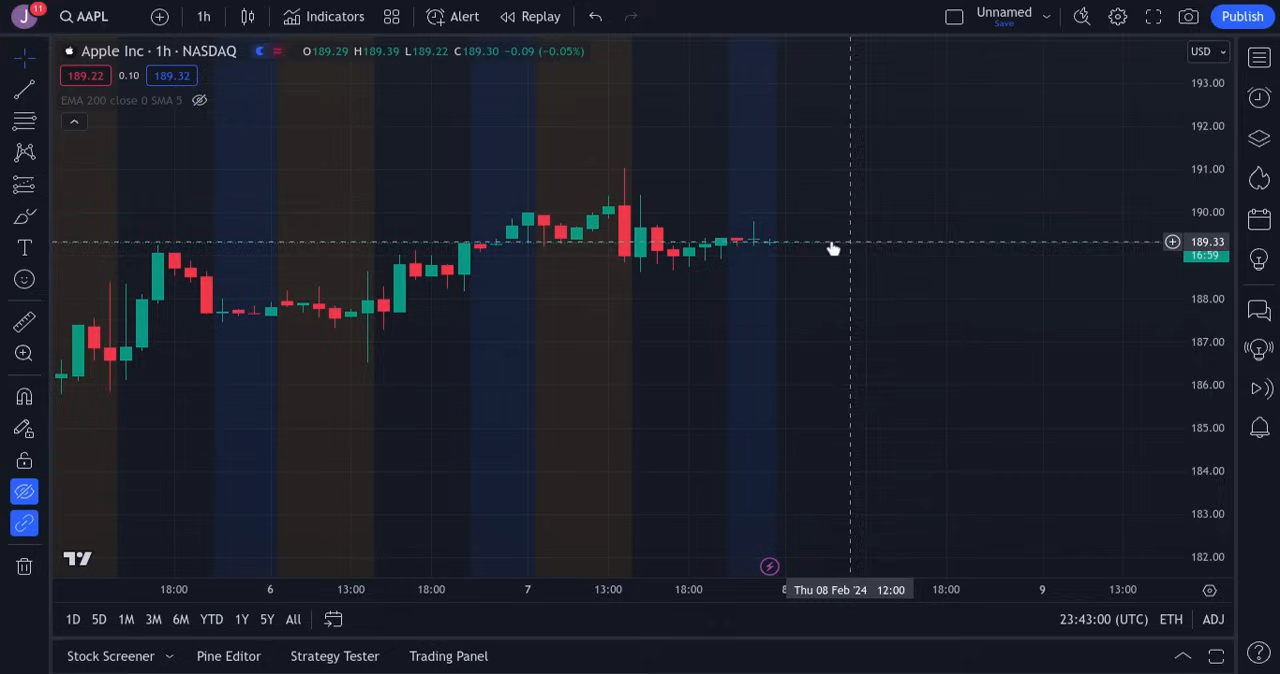 J 11 AAPL 1h Indicators Alert Replay Unnamed Save Publish
Apple Inc · 1h · NASDAQ O189.29 H189.39 L189.22 C189.30 -0.09 (-0.05%) USD
189.22 0.10 189.32
EMA 200 close 0 SMA 5
193.00
192.00
191.00
190.00
189.33
16:59
188.00
187.00
186.00
185.00
184.00
183.00
182.00
18:00 6 13:00 18:00 7 13:00 18:00 8 Thu 08 Feb '24 12:00 18:00 9 13:00
1D 5D 1M 3M 6M YTD 1Y 5Y All 23:43:00 (UTC) ETH ADJ
Stock Screener Pine Editor Strategy Tester Trading Panel